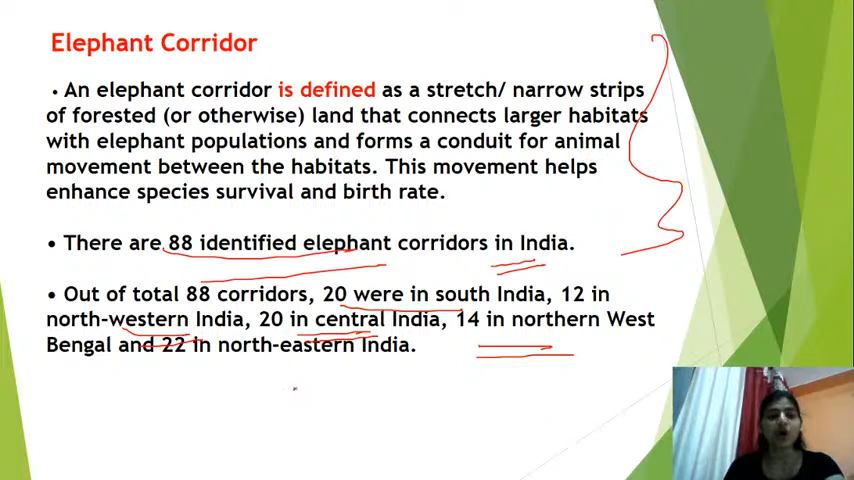 Elephant Corridor
• An elephant corridor is defined as a stretch/ narrow strips
of forested (or otherwise) land that connects larger habitats
with elephant populations and forms a conduit for animal
movement between the habitats. This movement helps
enhance species survival and birth rate.
• There are 88 identified elephant corridors in India.
• Out of total 88 corridors, 20 were in south India, 12 in
north-western India, 20 in central India, 14 in northern West
Bengal and 22 in north-eastern India.